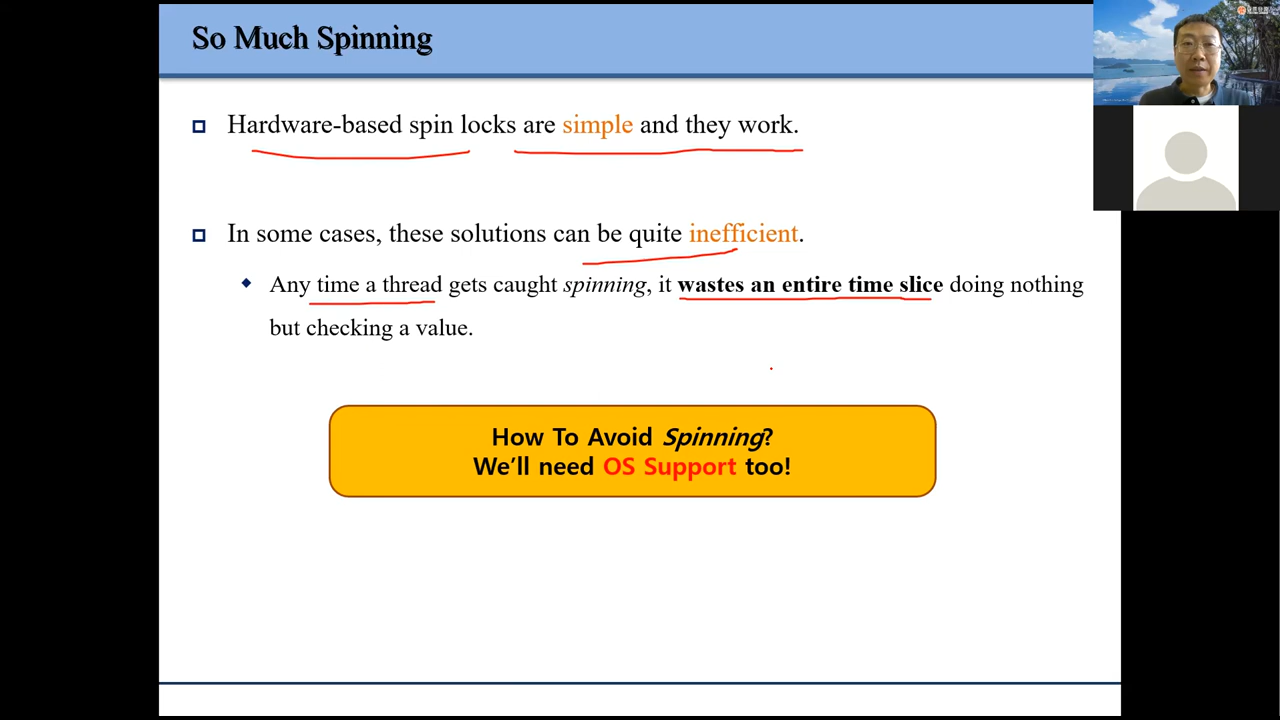 So Much Spinning
Hardware-based spin locks are simple and they work.
In some cases, these solutions can be quite inefficient.
Any time a thread gets caught spinning, it wastes an entire time slice doing nothing
but checking a value.
How To Avoid Spinning?
We'll need OS Support too!